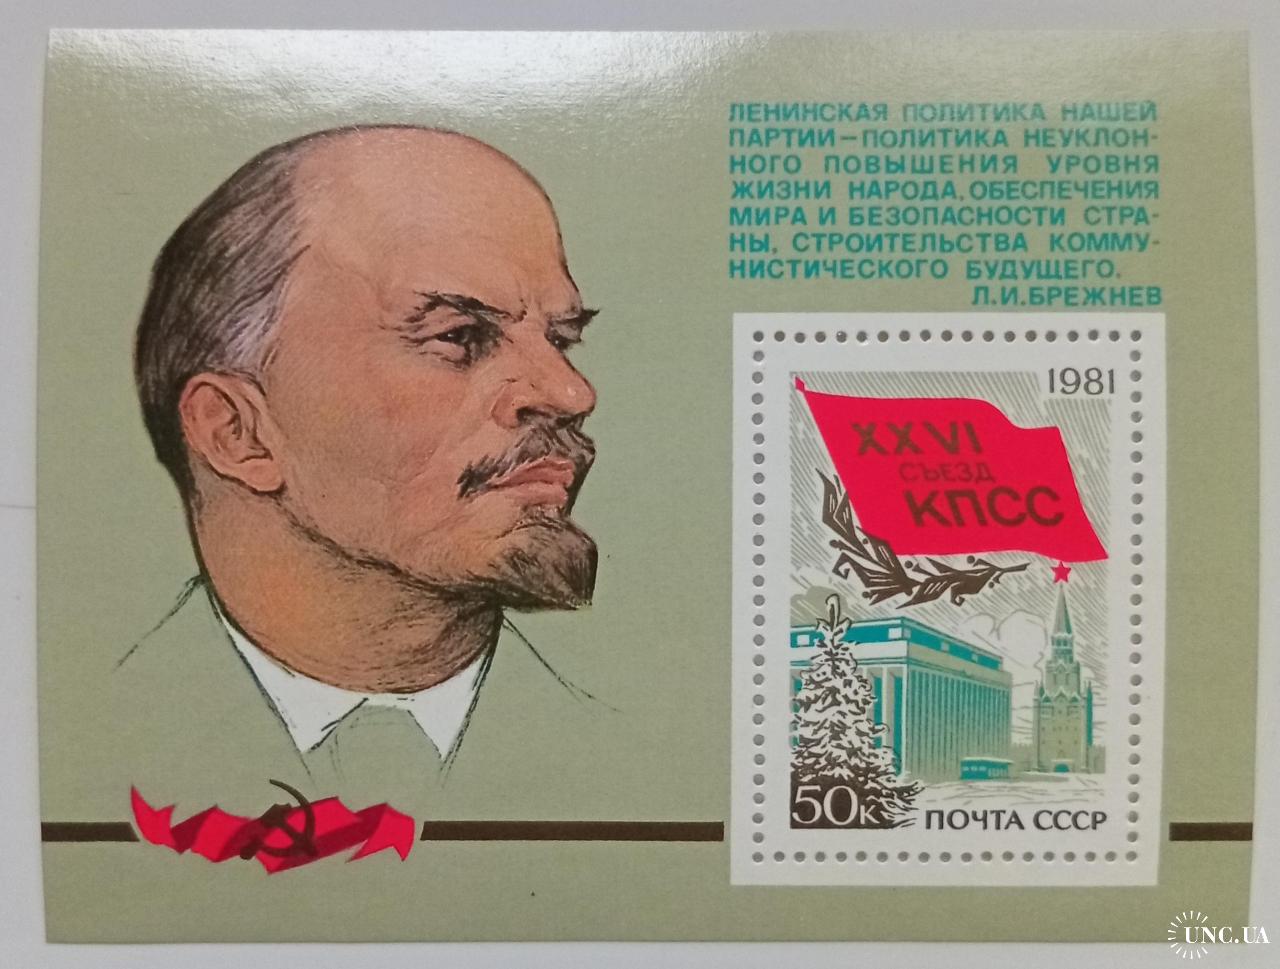 ЛЕНИНСКАЯ ПОЛИТИКА НАШЕЙ
ПАРТИИ — ПОЛИТИКА НЕУКЛОН-
НОГО ПОВЫШЕНИЯ УРОВНЯ
ЖИЗНИ НАРОДА, ОБЕСПЕЧЕНИЯ
МИРА И БЕЗОПАСНОСТИ СТРА-
НЫ, СТРОИТЕЛЬСТВА КОММУ-
НИСТИЧЕСКОГО БУДУЩЕГО.
Л.И.БРЕЖНЕВ
1981
XXVI
СЪЕЗД
КПСС
50к
ПОЧТА СССР
UNC.UA